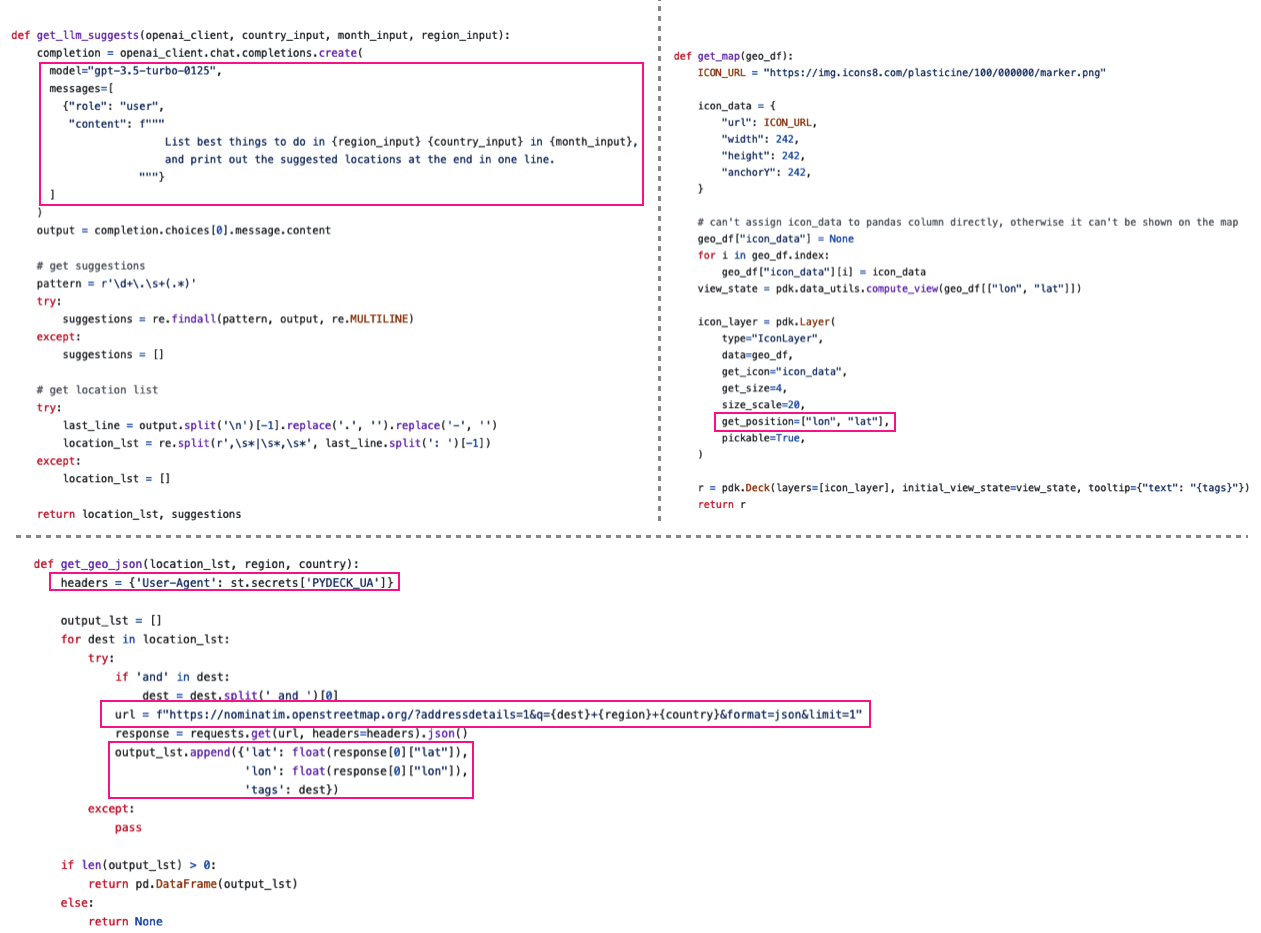 def get_llm_suggests(openai_client, country_input, month_input, region_input):
    completion = openai_client.chat.completions.create(
      model="gpt-3.5-turbo-0125",
      messages=[
        {"role": "user",
         "content": f"""
                        List best things to do in {region_input} {country_input} in {month_input},
                        and print out the suggested locations at the end in one line.
                    """}
      ]
    )
    output = completion.choices[0].message.content

    # get suggestions
    pattern = r'\d+\.\s+(.*)'
    try:
        suggestions = re.findall(pattern, output, re.MULTILINE)
    except:
        suggestions = []

    # get location list
    try:
        last_line = output.split('\n')[-1].replace('.', '').replace('-', '')
        location_lst = re.split(r',\s*|\s*,\s*', last_line.split(': ')[-1])
    except:
        location_lst = []

    return location_lst, suggestions

def get_map(geo_df):
    ICON_URL = "https://img.icons8.com/plasticine/100/000000/marker.png"

    icon_data = {
        "url": ICON_URL,
        "width": 242,
        "height": 242,
        "anchorY": 242,
    }

    # can't assign icon_data to pandas column directly, otherwise it can't be shown on the map
    geo_df["icon_data"] = None
    for i in geo_df.index:
        geo_df["icon_data"][i] = icon_data
    view_state = pdk.data_utils.compute_view(geo_df[["lon", "lat"]])

    icon_layer = pdk.Layer(
        type="IconLayer",
        data=geo_df,
        get_icon="icon_data",
        get_size=4,
        size_scale=20,
        get_position=["lon", "lat"],
        pickable=True,
    )

    r = pdk.Deck(layers=[icon_layer], initial_view_state=view_state, tooltip={"text": "{tags}"})
    return r

def get_geo_json(location_lst, region, country):
    headers = {'User-Agent': st.secrets['PYDECK_UA']}

    output_lst = []
    for dest in location_lst:
        try:
            if 'and' in dest:
                dest = dest.split(' and ')[0]
            url = f"https://nominatim.openstreetmap.org/?addressdetails=1&q={dest}+{region}+{country}&format=json&limit=1"
            response = requests.get(url, headers=headers).json()
            output_lst.append({'lat': float(response[0]["lat"]),
                               'lon': float(response[0]["lon"]),
                               'tags': dest})
        except:
            pass

    if len(output_lst) > 0:
        return pd.DataFrame(output_lst)
    else:
        return None